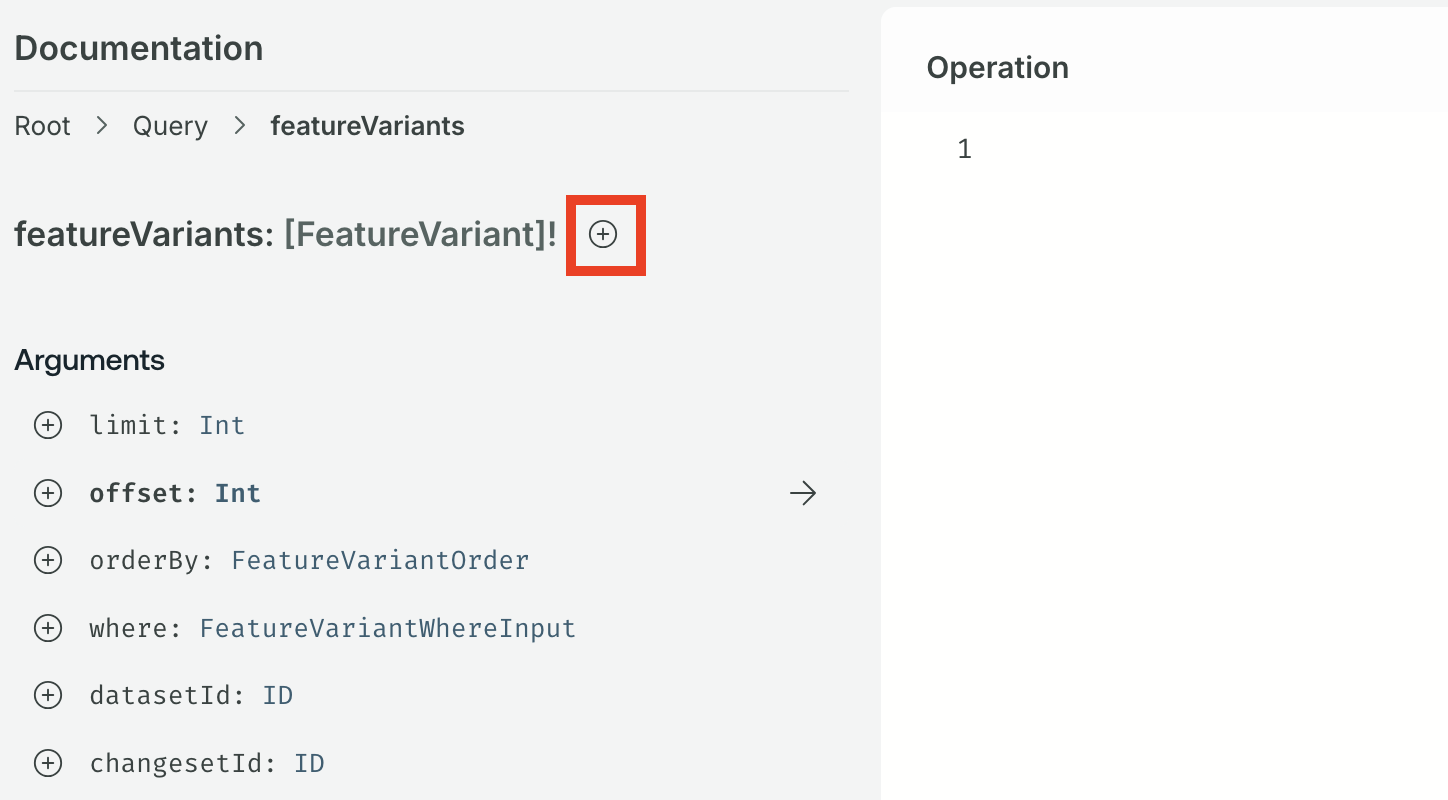 Documentation
Root > Query > featureVariants
featureVariants: [FeatureVariant]!
Arguments
limit: Int
offset: Int
orderBy: FeatureVariantOrder
where: FeatureVariantWhereInput
datasetId: ID
changesetId: ID
Operation
1